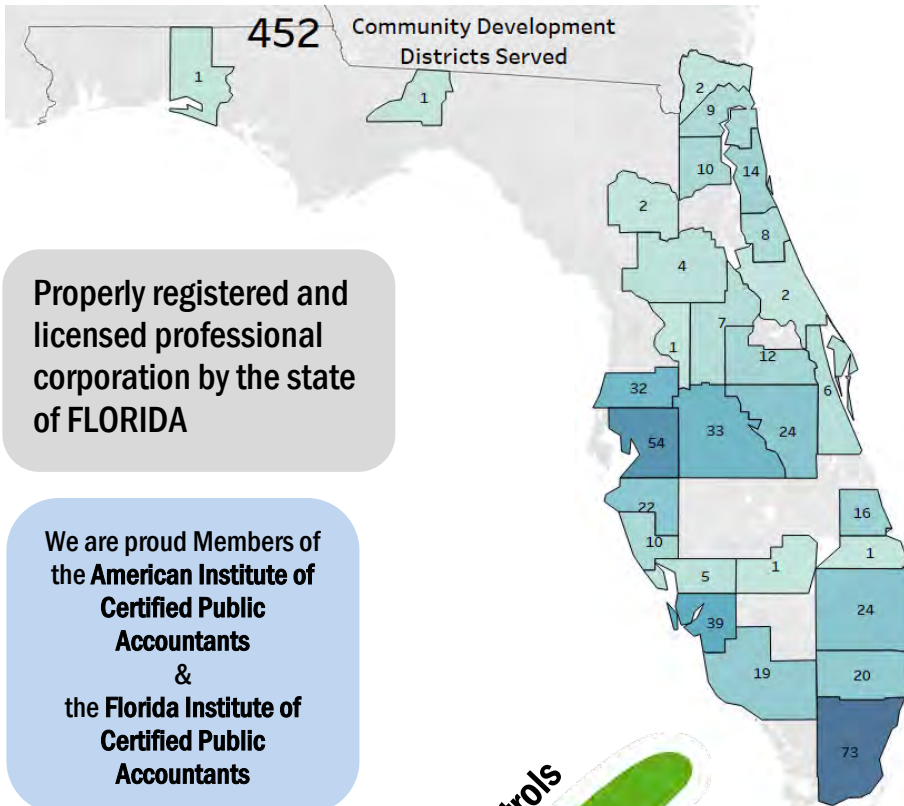 452
Community Development
Districts Served
1
1
2
9
10
14
2
8
4
2
7
1
12
6
32
54
33
24
22
16
10
1
5
1
24
39
19
20
73
Properly registered and
licensed professional
corporation by the state
of FLORIDA
We are proud Members of
the American Institute of
Certified Public
Accountants
&
the Florida Institute of
Certified Public
Accountants